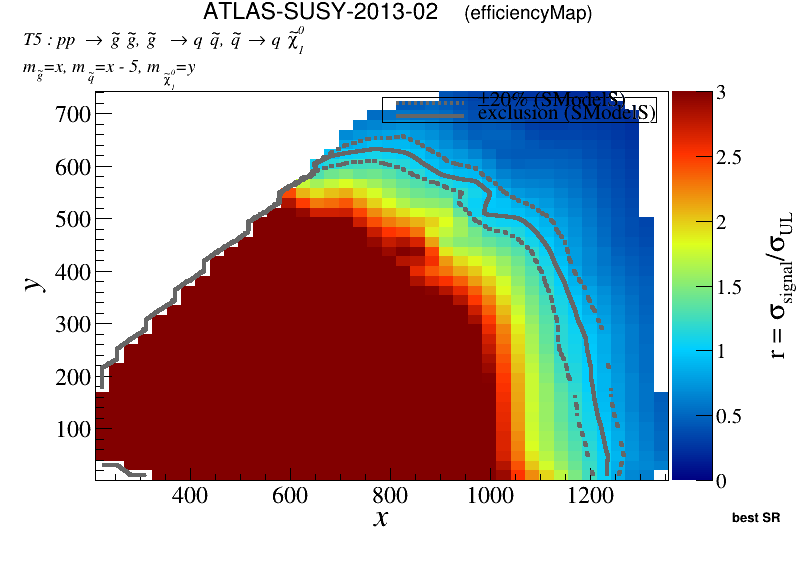 ATLAS-SUSY-2013-02 (efficiencyMap)
T5 : pp → g̃ g̃, g̃ → q q̃, q̃ → q χ̃⁰₁
m_g̃=x, m_q̃=x - 5, m_χ̃⁰₁=y
±20% (SModelS)
exclusion (SModelS)
700
600
500
400
300
200
100
y
400 600 800 1000 1200
x
3
2.5
2
1.5
1
0.5
0
r = σ_signal/σ_UL
best SR